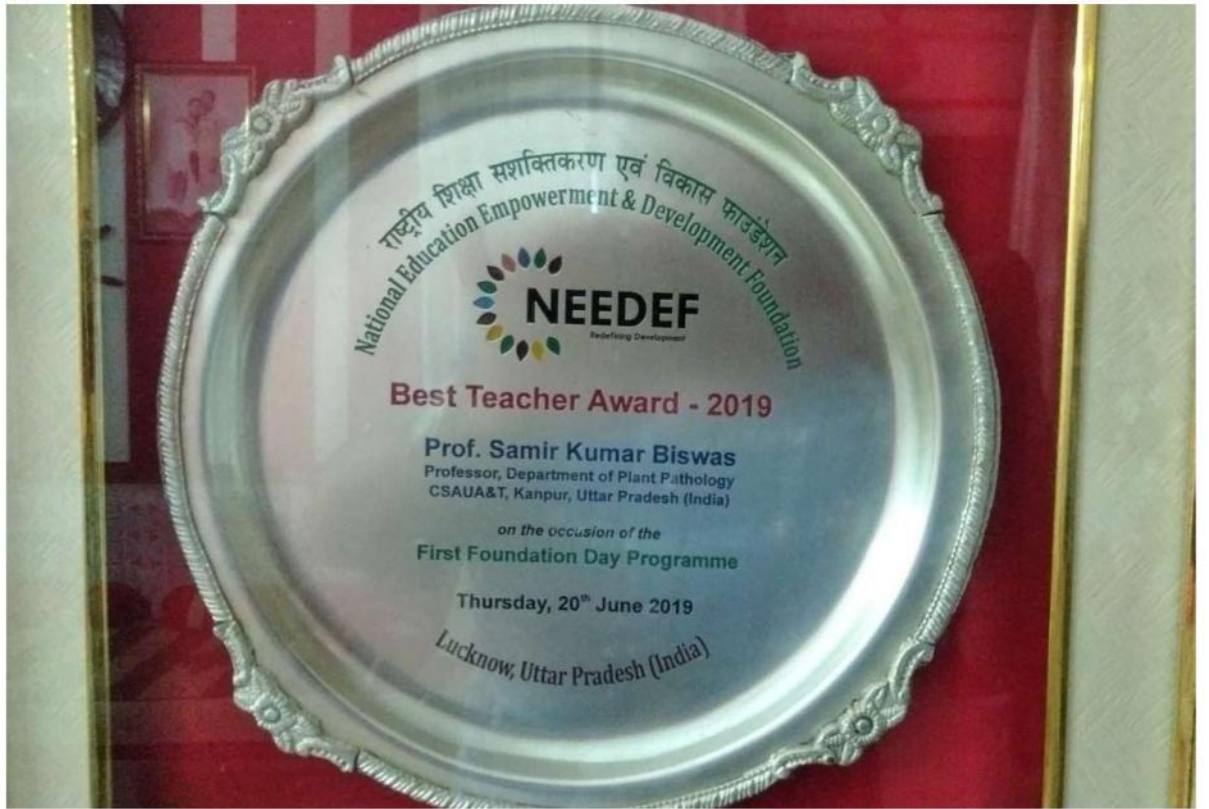 राष्ट्रीय शिक्षा सशक्तिकरण एवं विकास फाउंडेशन
National Education Empowerment & Development Foundation
NEEDEF
Redefining Development
Best Teacher Award - 2019
Prof. Samir Kumar Biswas
Professor, Department of Plant Pathology
CSAUA&T, Kanpur, Uttar Pradesh (India)
on the occusion of the
First Foundation Day Programme
Thursday, 20th June 2019
Lucknow, Uttar Pradesh (India)